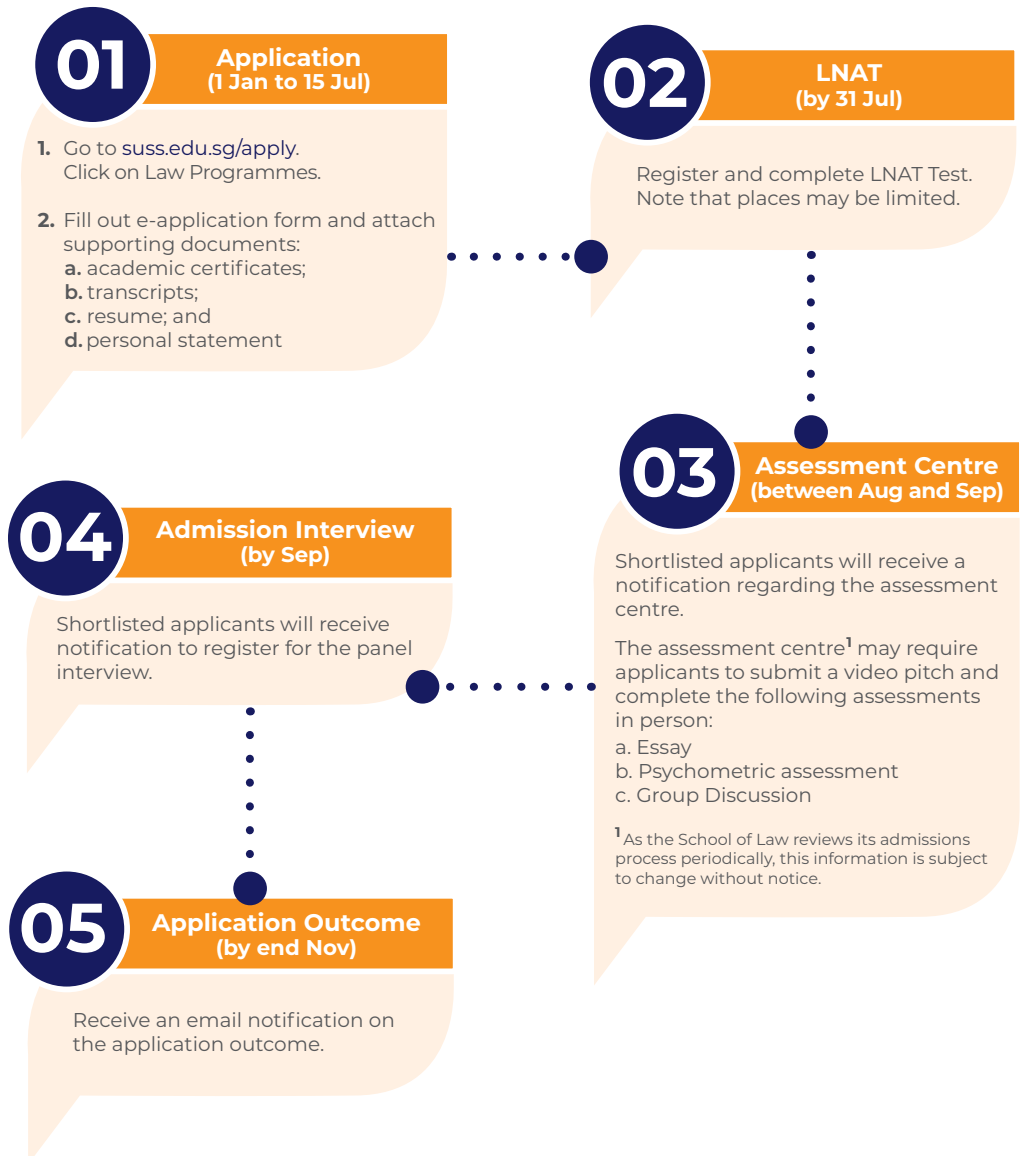 01
Application
(1 Jan to 15 Jul)
1. Go to suss.edu.sg/apply.
Click on Law Programmes.
2. Fill out e-application form and attach
supporting documents:
a. academic certificates;
b. transcripts;
c. resume; and
d. personal statement
02
LNAT
(by 31 Jul)
Register and complete LNAT Test.
Note that places may be limited.
03
Assessment Centre
(between Aug and Sep)
Shortlisted applicants will receive a
notification regarding the assessment
centre.
The assessment centre¹ may require
applicants to submit a video pitch and
complete the following assessments
in person:
a. Essay
b. Psychometric assessment
c. Group Discussion
¹ As the School of Law reviews its admissions
process periodically, this information is subject
to change without notice.
04
Admission Interview
(by Sep)
Shortlisted applicants will receive
notification to register for the panel
interview.
05
Application Outcome
(by end Nov)
Receive an email notification on
the application outcome.